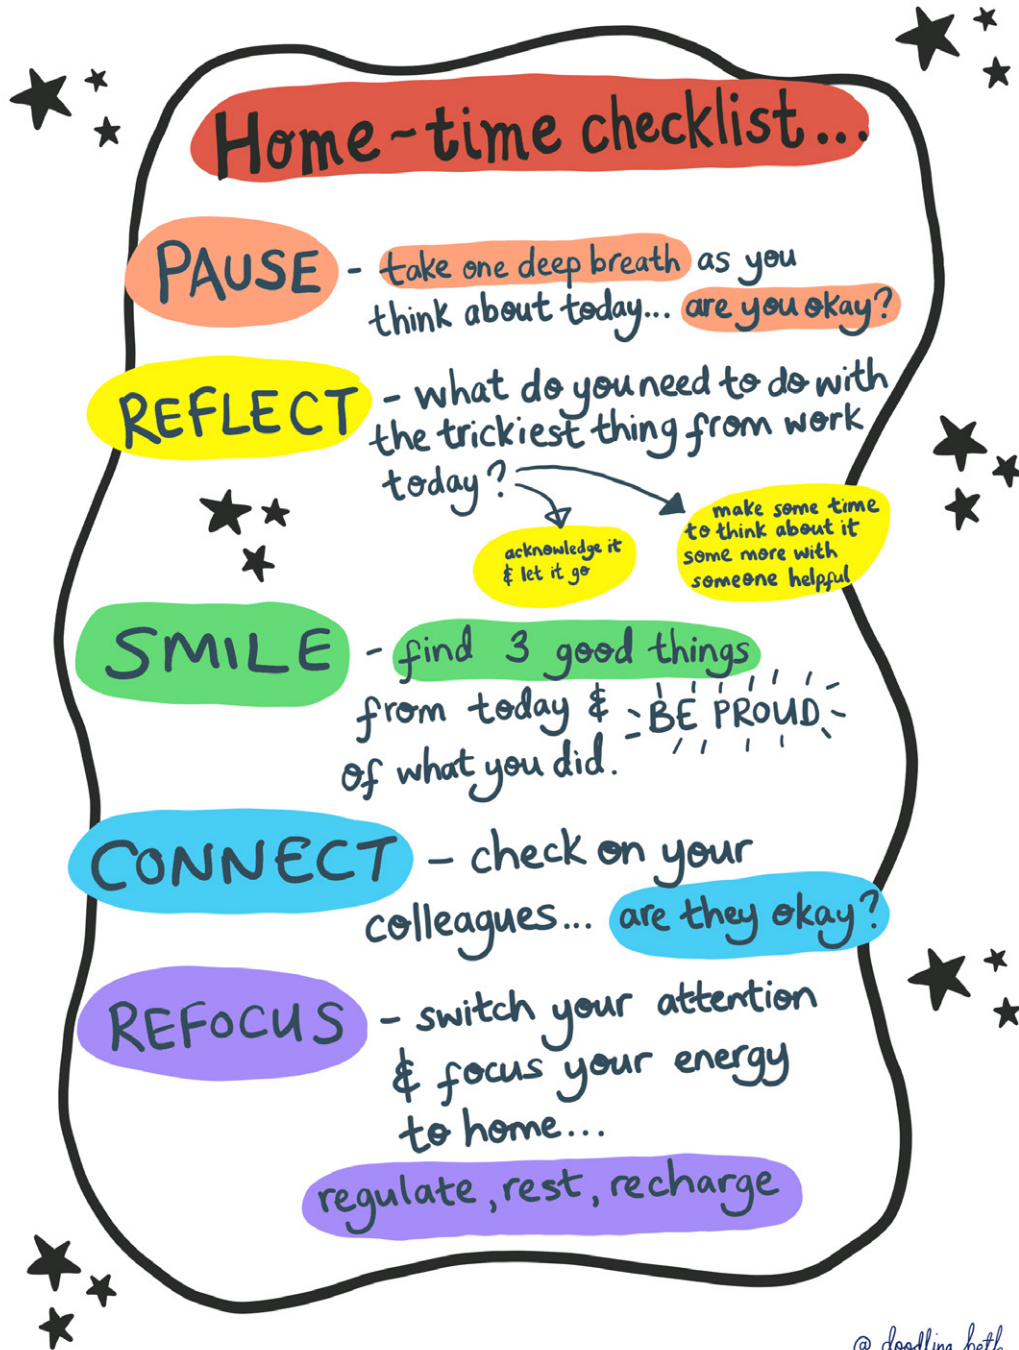 Home-time checklist...
PAUSE - take one deep breath as you
think about today... are you okay?
REFLECT - what do you need to do with
the trickiest thing from work
today?
acknowledge it
& let it go
make some time
to think about it
some more with
someone helpful
SMILE - find 3 good things
from today & BE PROUD
of what you did.
CONNECT - check on your
colleagues... are they okay?
REFOCUS - switch your attention
& focus your energy
to home...
regulate, rest, recharge
@doodling_beth